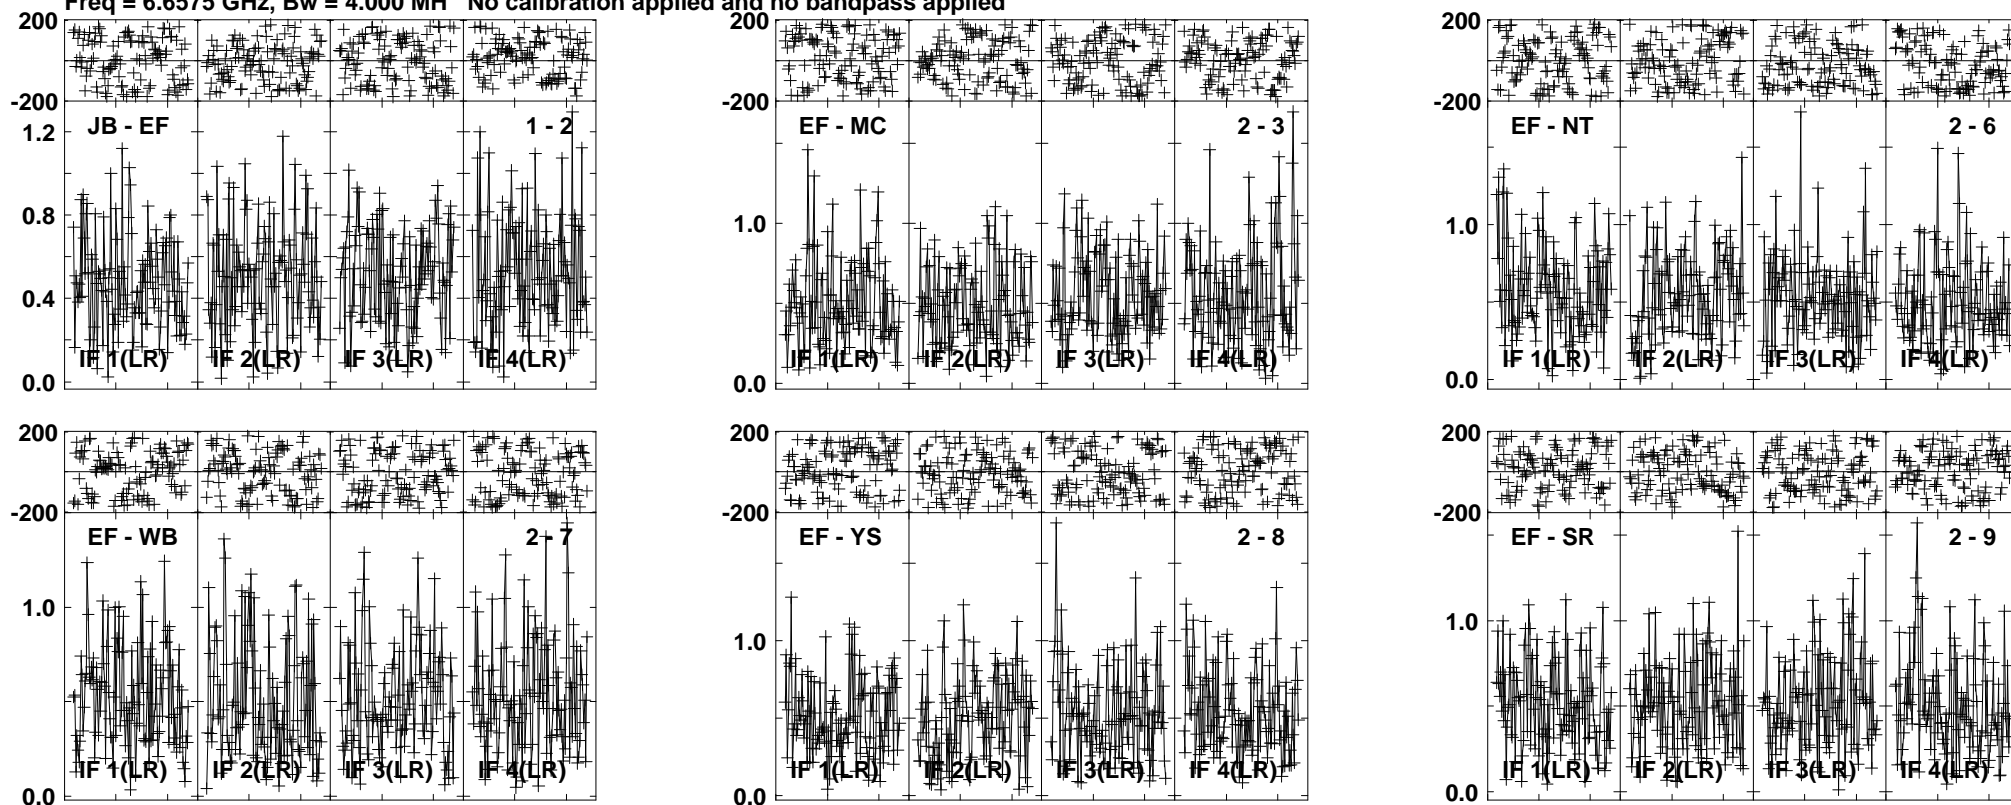 Freq = 6.6575 GHz, Bw = 4.000 MH No calibration applied and no bandpass applied
200
-200
JB - EF
1 - 2
1.2
0.8
0.4
0.0
IF 1(LR)
IF 2(LR)
IF 3(LR)
IF 4(LR)
200
-200
EF - MC
2 - 3
1.0
0.0
IF 1(LR)
IF 2(LR)
IF 3(LR)
IF 4(LR)
200
-200
EF - NT
2 - 6
1.0
0.0
IF 1(LR)
IF 2(LR)
IF 3(LR)
IF 4(LR)
200
-200
EF - WB
2 - 7
1.0
0.0
IF 1(LR)
IF 2(LR)
IF 3(LR)
IF 4(LR)
200
-200
EF - YS
2 - 8
1.0
0.0
IF 1(LR)
IF 2(LR)
IF 3(LR)
IF 4(LR)
200
-200
EF - SR
2 - 9
1.0
0.0
IF 1(LR)
IF 2(LR)
IF 3(LR)
IF 4(LR)